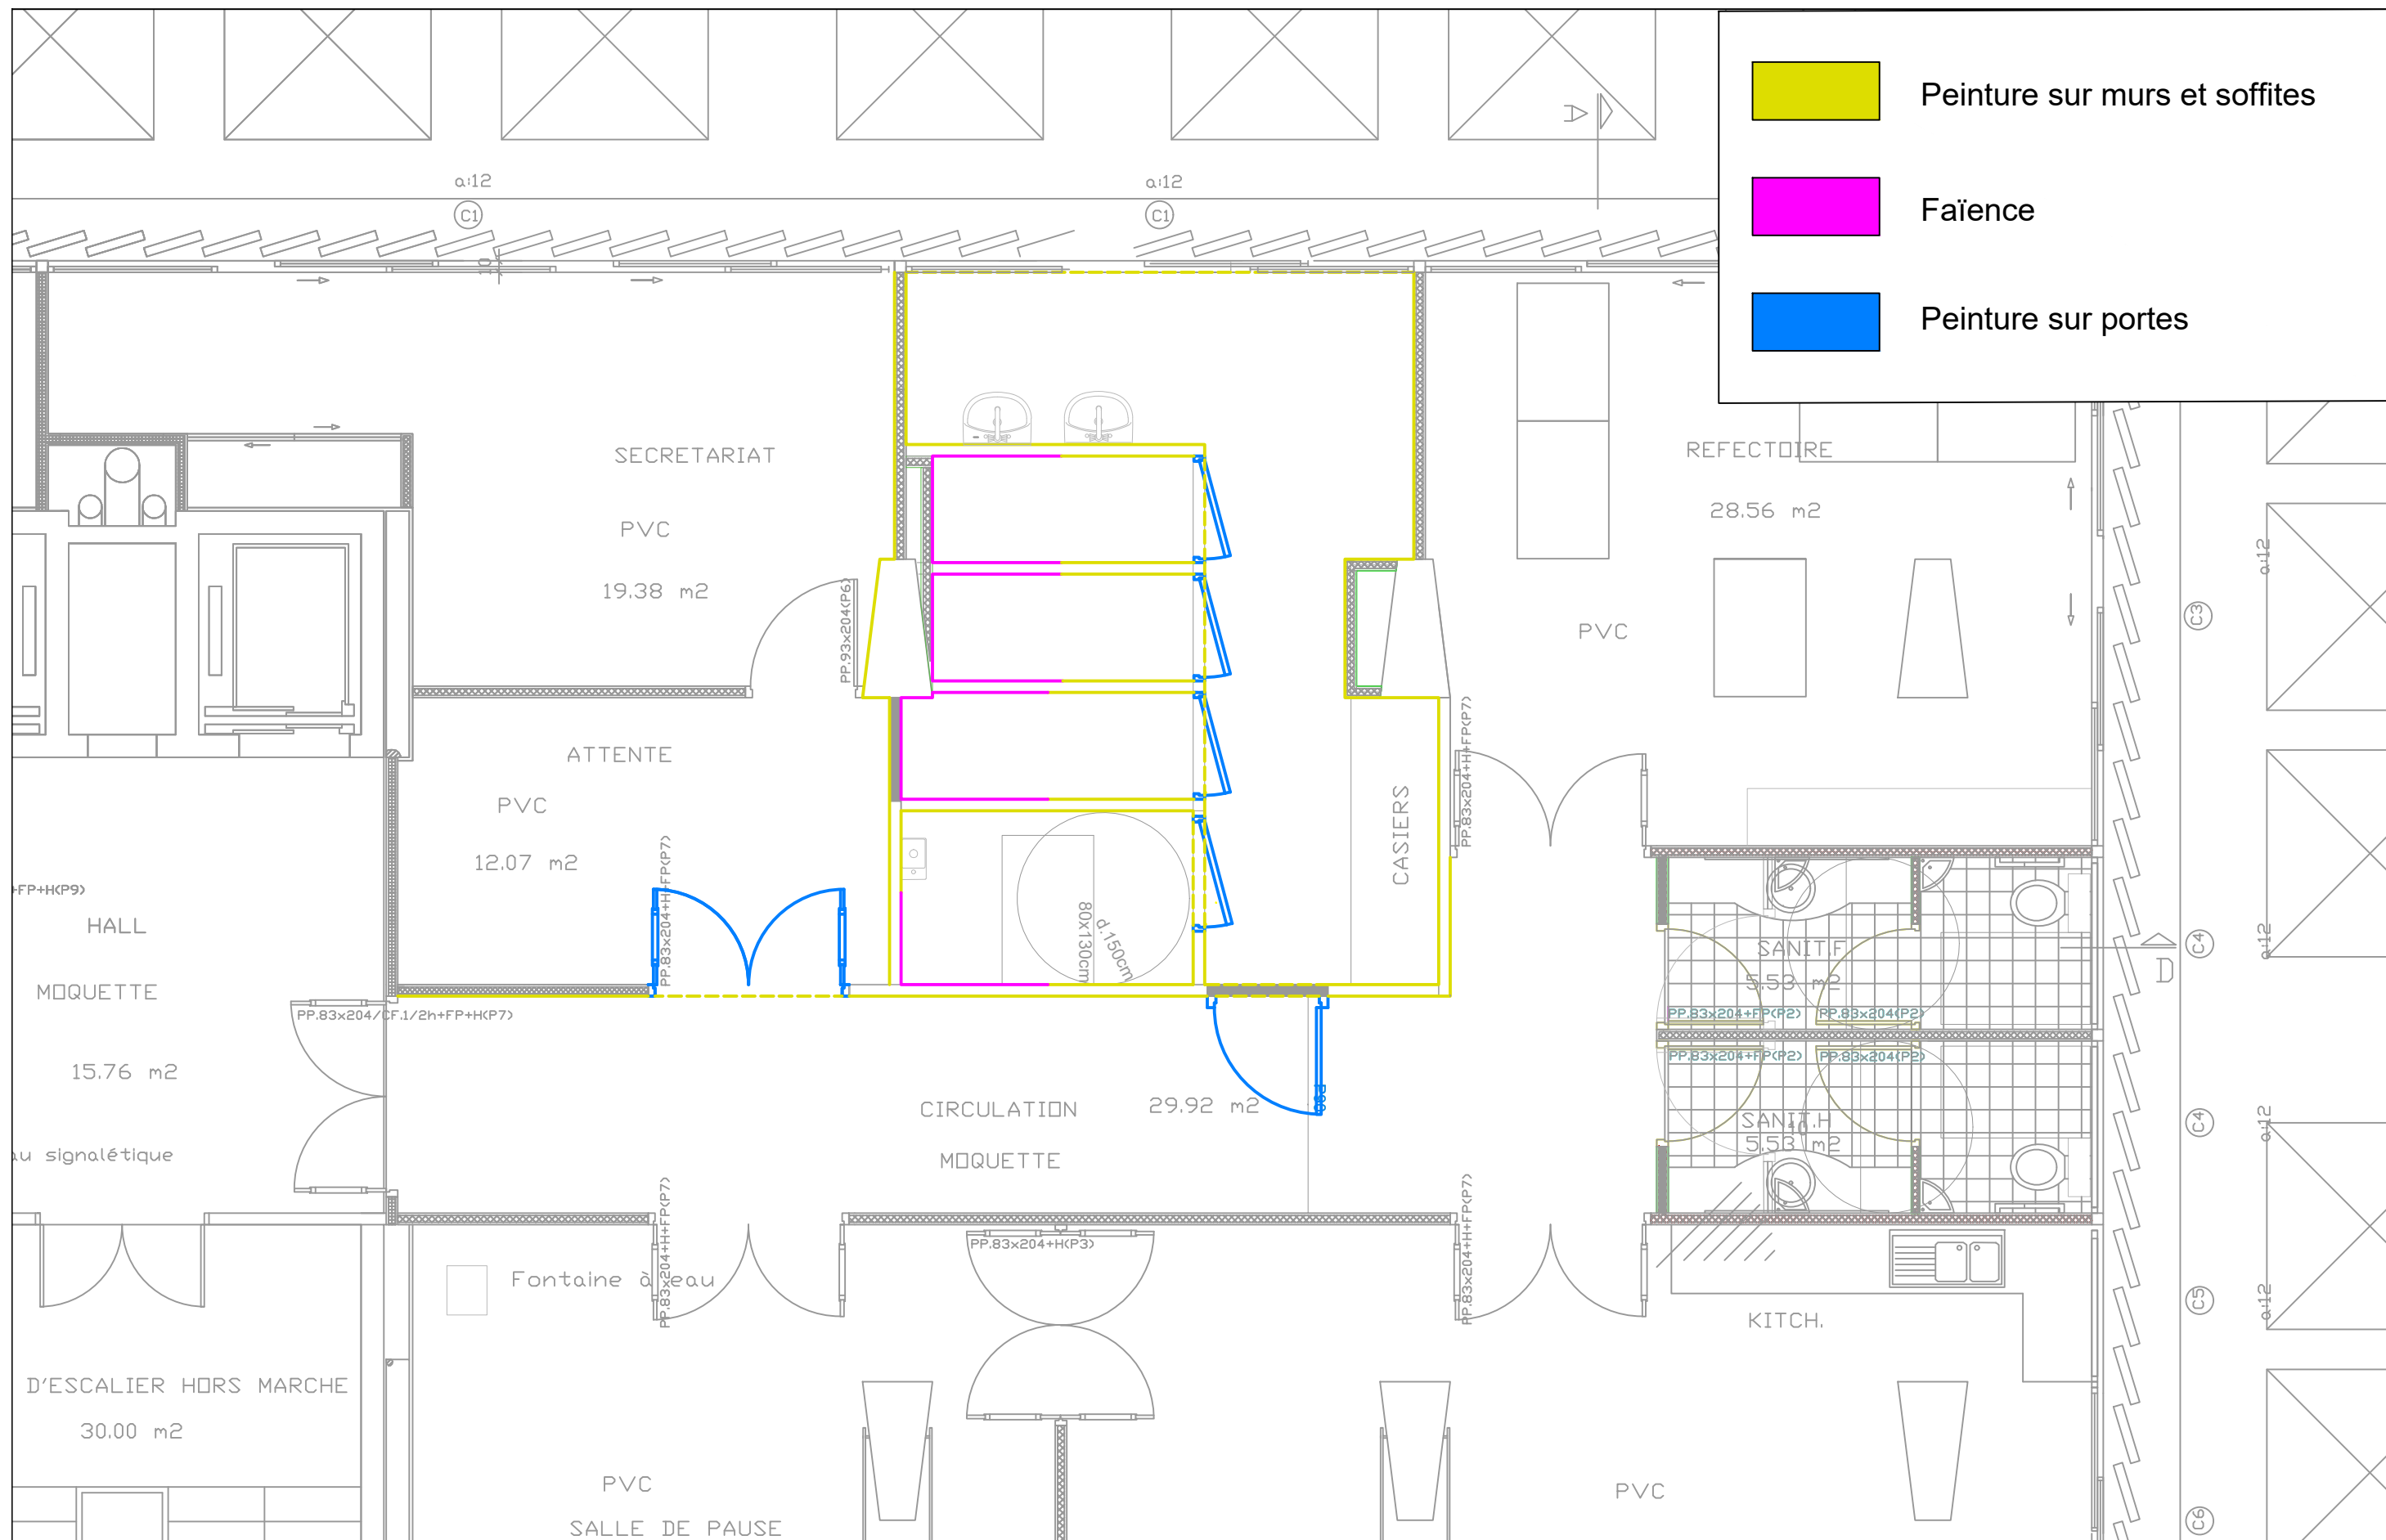 Peinture sur murs et soffites
Faïence
Peinture sur portes
a:12
C1
a:12
C1
A
10
SECRETARIAT
PVC
19.38 m2
PP.93x204(P6)
REFECTOIRE
28.56 m2
PVC
a:12
C3
ATTENTE
PVC
12.07 m2
PP.83x204+H+FP(P7)
CASIERS
PP.83x204+H+FP(P7)
80x130cm
d.150cm
+FP+H(P9)
HALL
MOQUETTE
15.76 m2
au signalétique
PP.83x204/CF.1/2h+FP+H(P7)
SANIT.F
5.53 m2
PP.83x204+FP(P2)
PP.83x204(P2)
PP.83x204+FP(P2)
PP.83x204(P2)
SANIT.H
5.53 m2
C4
a:12
D
C4
a:12
CIRCULATION
29.92 m2
MOQUETTE
P90
PP.83x204+H+FP(P7)
PP.83x204+H(P3)
PP.83x204+H+FP(P7)
Fontaine à eau
KITCH.
C5
a:12
D'ESCALIER HORS MARCHE
30.00 m2
PVC
SALLE DE PAUSE
PVC
C6